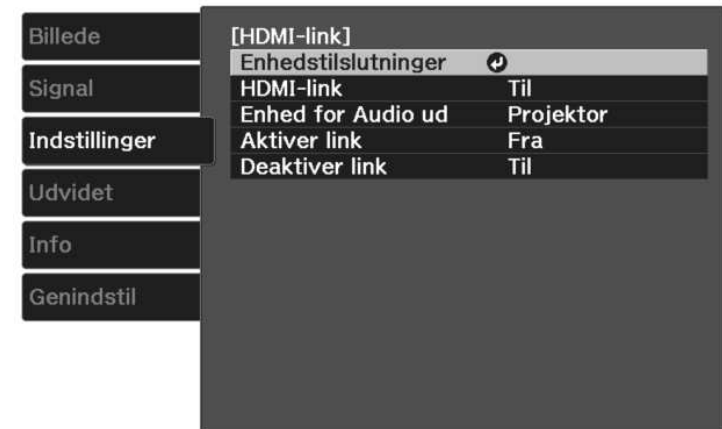 Billede
Signal
Indstillinger
Udvidet
Info
Genindstil
[HDMI-link]
Enhedstilslutninger
HDMI-link Til
Enhed for Audio ud Projektor
Aktiver link Fra
Deaktiver link Til